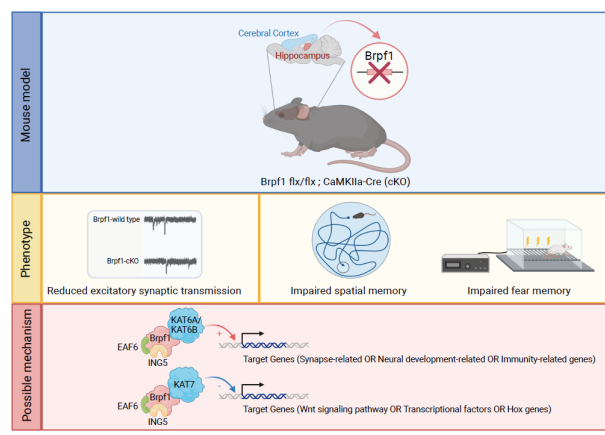 Mouse model
Cerebral Cortex
Hippocampus
Brpf1
Brpf1 flx/flx ; CaMKIIa-Cre (cKO)
Phenotype
Brpf1-wild type
Brpf1-cKO
Reduced excitatory synaptic transmission
Impaired spatial memory
Impaired fear memory
Possible mechanism
KAT6A/
KAT6B
Brpf1
EAF6
ING5
+
Target Genes (Synapse-related OR Neural development-related OR Immunity-related genes)
KAT7
Brpf1
EAF6
ING5
-
Target Genes (Wnt signaling pathway OR Transcriptional factors OR Hox genes)